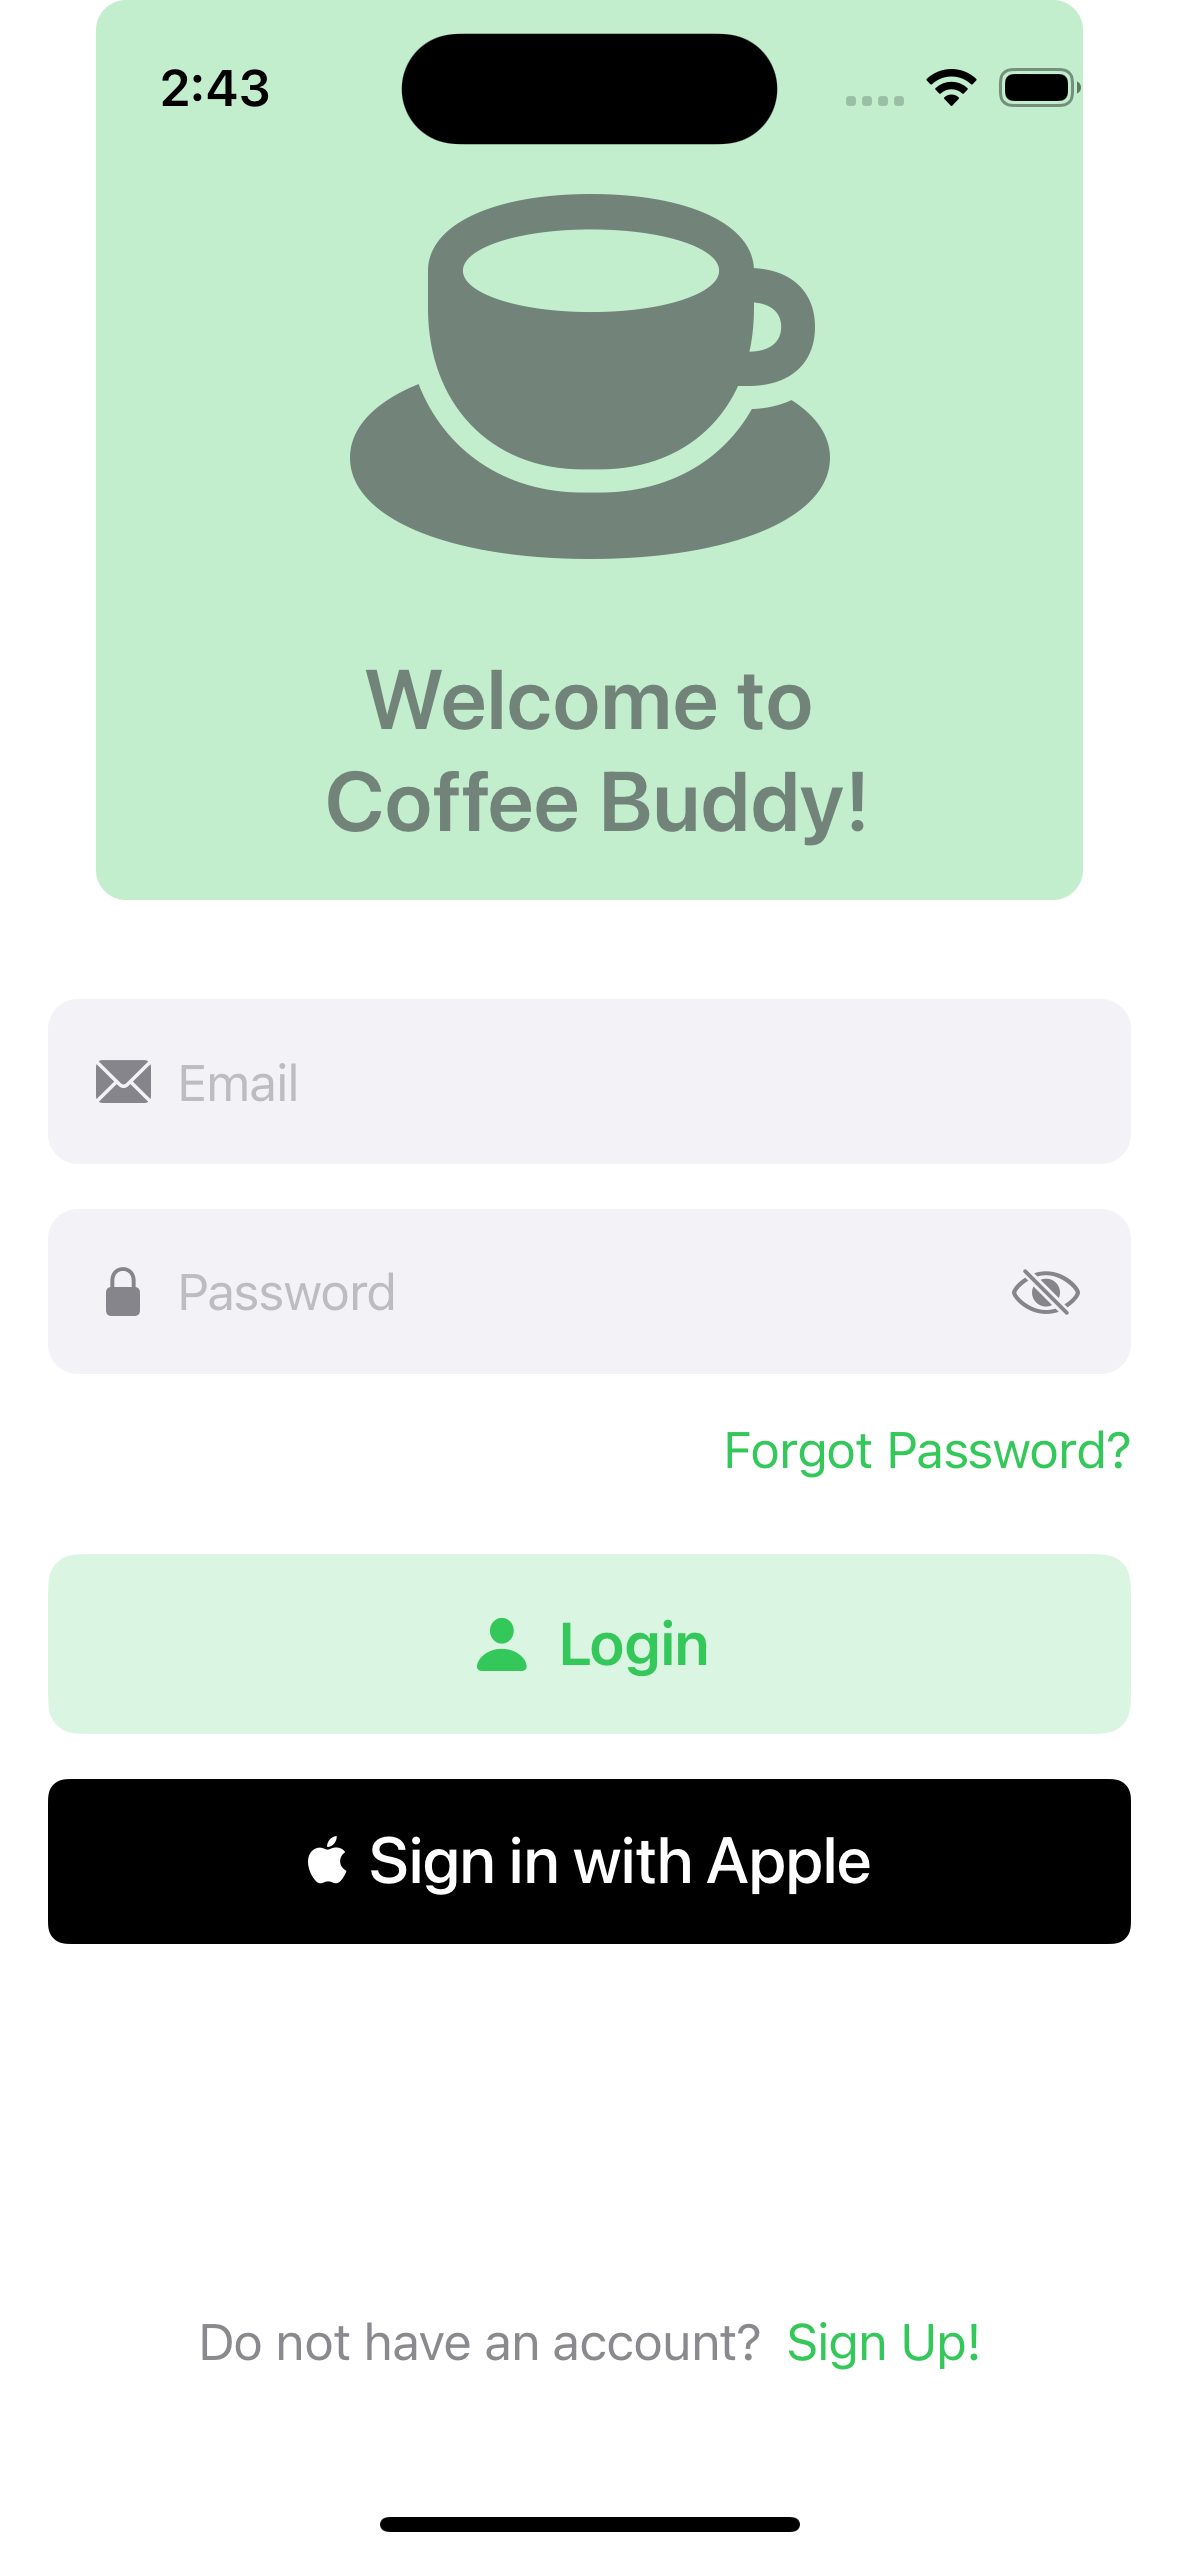 2:43
Welcome to
Coffee Buddy!
Email
Password
Forgot Password?
Login
Sign in with Apple
Do not have an account? Sign Up!